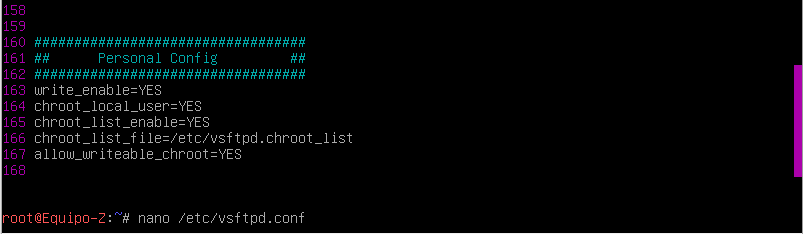 158
159
160 ##################################
161 ##      Personal Config         ##
162 ##################################
163 write_enable=YES
164 chroot_local_user=YES
165 chroot_list_enable=YES
166 chroot_list_file=/etc/vsftpd.chroot_list
167 allow_writeable_chroot=YES
168
root@Equipo-Z:~# nano /etc/vsftpd.conf